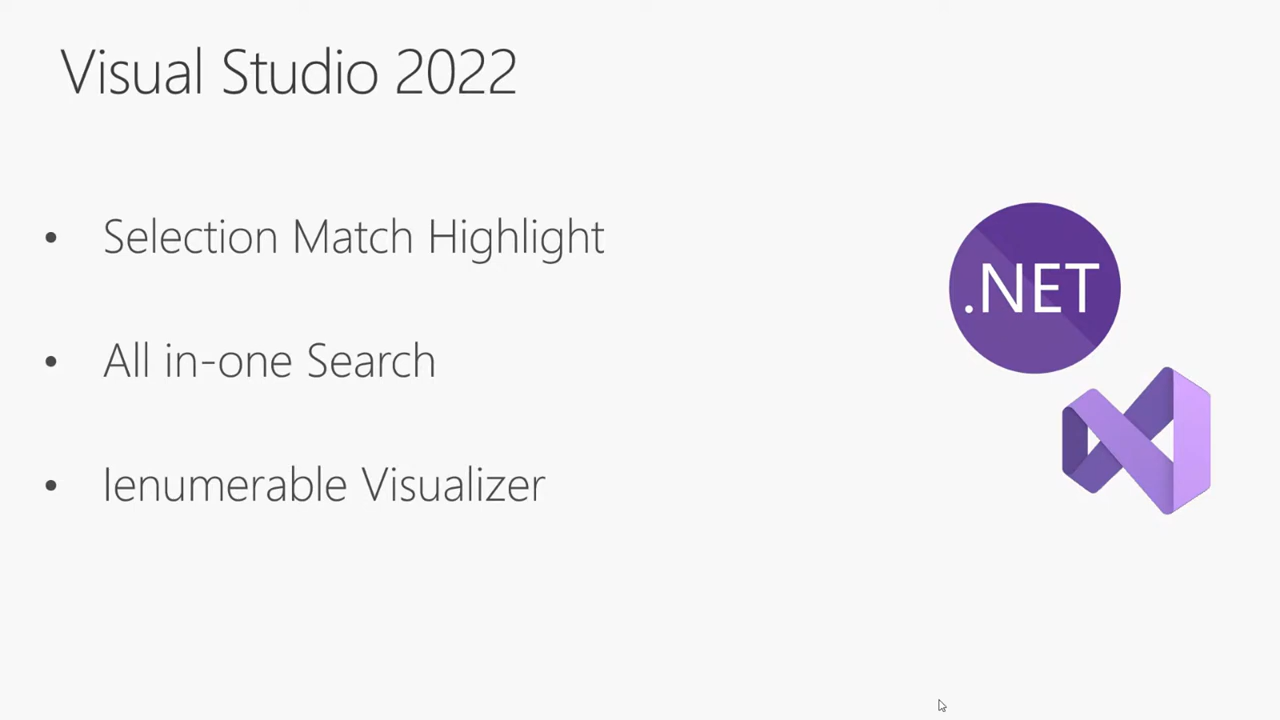 Visual Studio 2022
• Selection Match Highlight
• All in-one Search
• Ienumerable Visualizer
.NET